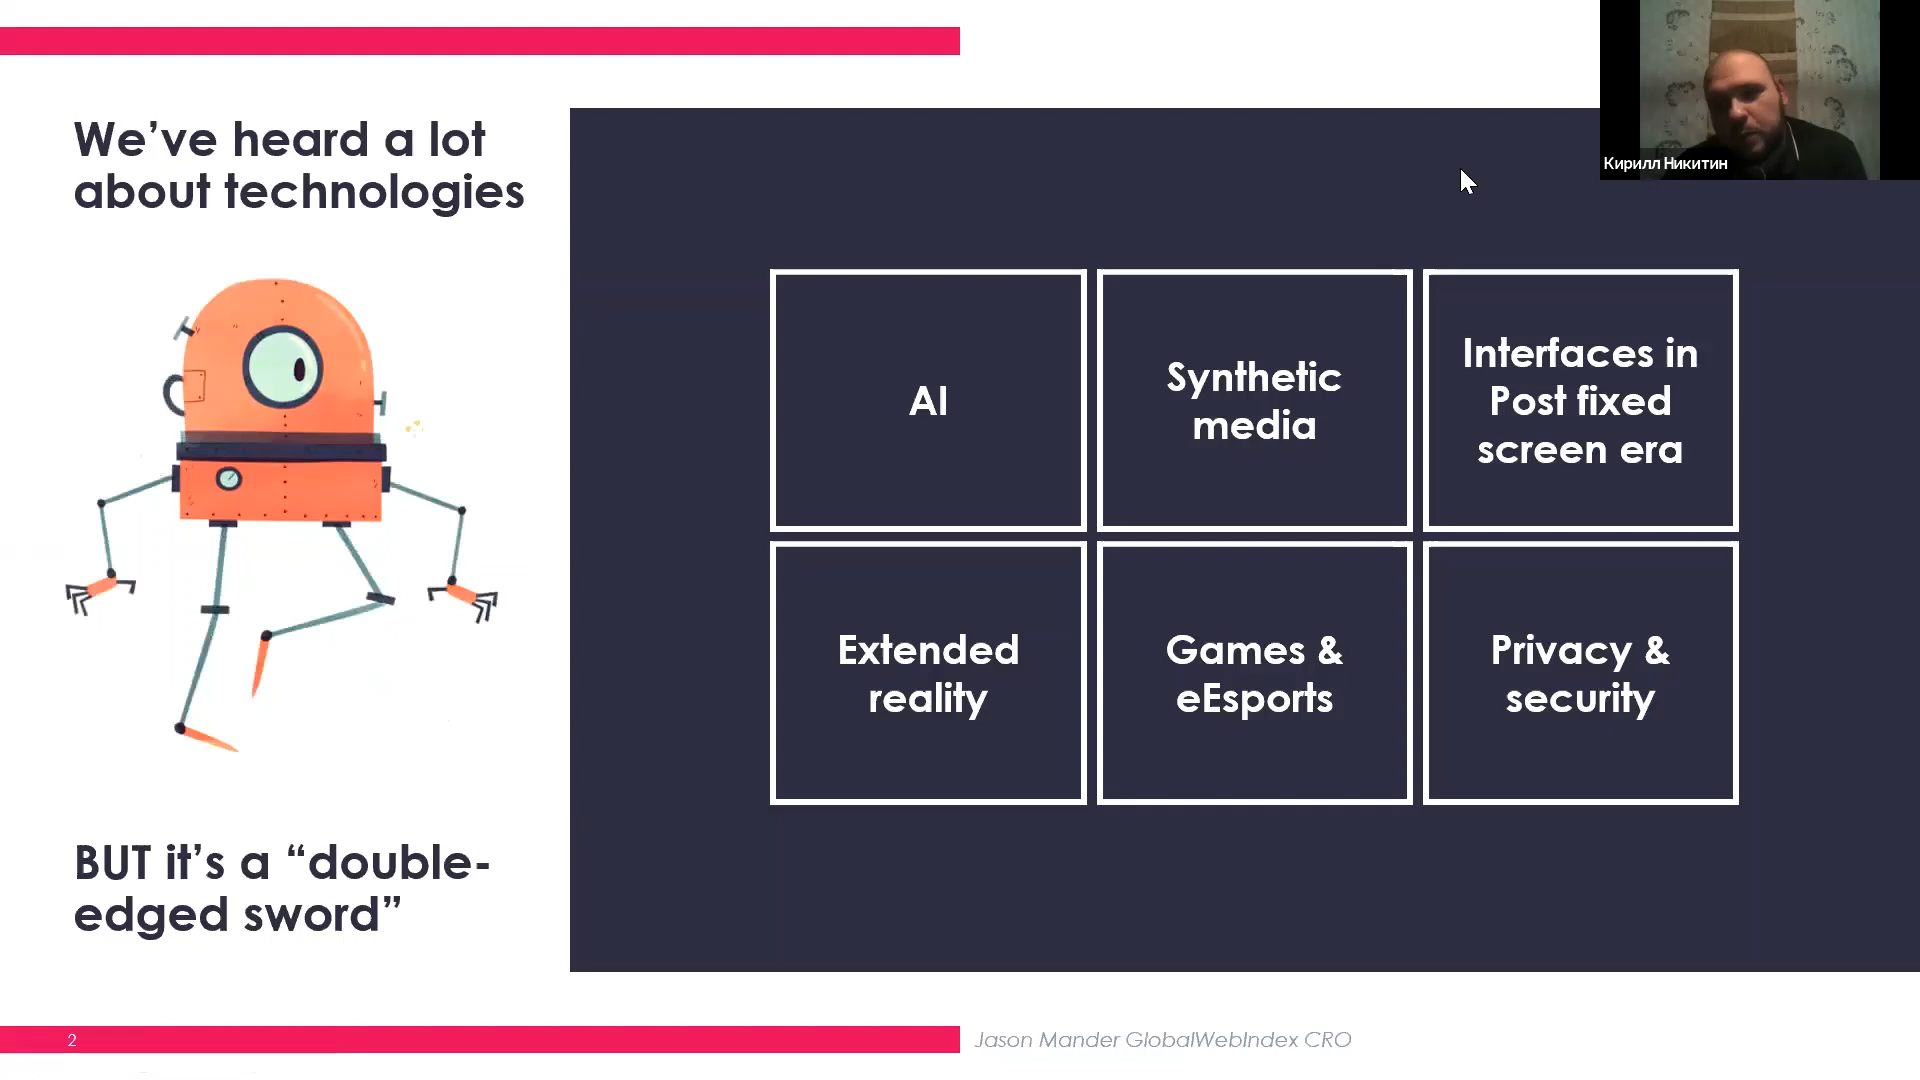 We’ve heard a lot
about technologies
BUT it’s a “double-
edged sword”
AI
Synthetic
media
Interfaces in
Post fixed
screen era
Extended
reality
Games &
eEsports
Privacy &
security
Кирилл Никитин
2
Jason Mander GlobalWebIndex CRO